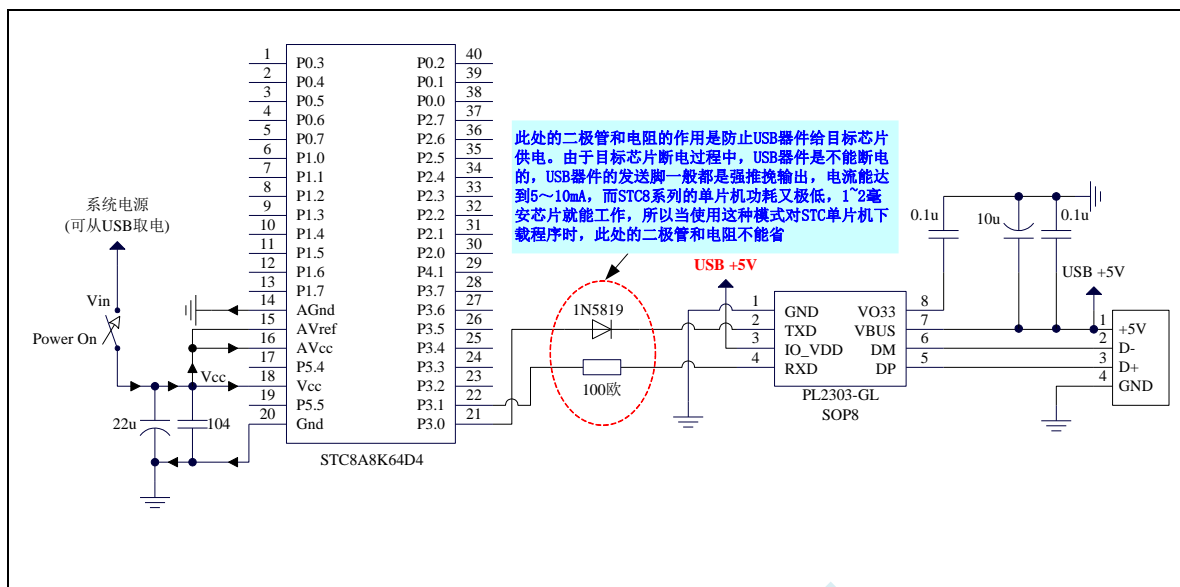 1 P0.3 P0.2 40
2 P0.4 P0.1 39
3 P0.5 P0.0 38
4 P0.6 P2.7 37
5 P0.7 P2.6 36
6 P1.0 P2.5 35
7 P1.1 P2.4 34
8 P1.2 P2.3 33
9 P1.3 P2.2 32
10 P1.4 P2.1 31
11 P1.5 P2.0 30
12 P1.6 P4.1 29
13 P1.7 P3.7 28
14 AGnd P3.6 27
15 AVref P3.5 26
16 AVcc P3.4 25
17 P5.4 P3.3 24
18 Vcc P3.2 23
19 P5.5 P3.1 22
20 Gnd P3.0 21
STC8A8K64D4
系统电源
(可从USB取电)
Vin
Power On
Vcc
22u
104
此处的二极管和电阻的作用是防止USB器件给目标芯片
供电。由于目标芯片断电过程中，USB器件是不能断电
的，USB器件的发送脚一般都是强推挽输出，电流能达
到5～10mA，而STC8系列的单片机功耗又极低，1~2毫
安芯片就能工作，所以当使用这种模式对STC单片机下
载程序时，此处的二极管和电阻不能省
USB +5V
1N5819
100欧
1 GND VO33 8
2 TXD VBUS 7
3 IO_VDD DM 6
4 RXD DP 5
PL2303-GL
SOP8
0.1u
10u
0.1u
USB +5V
1 +5V
2 D-
3 D+
4 GND